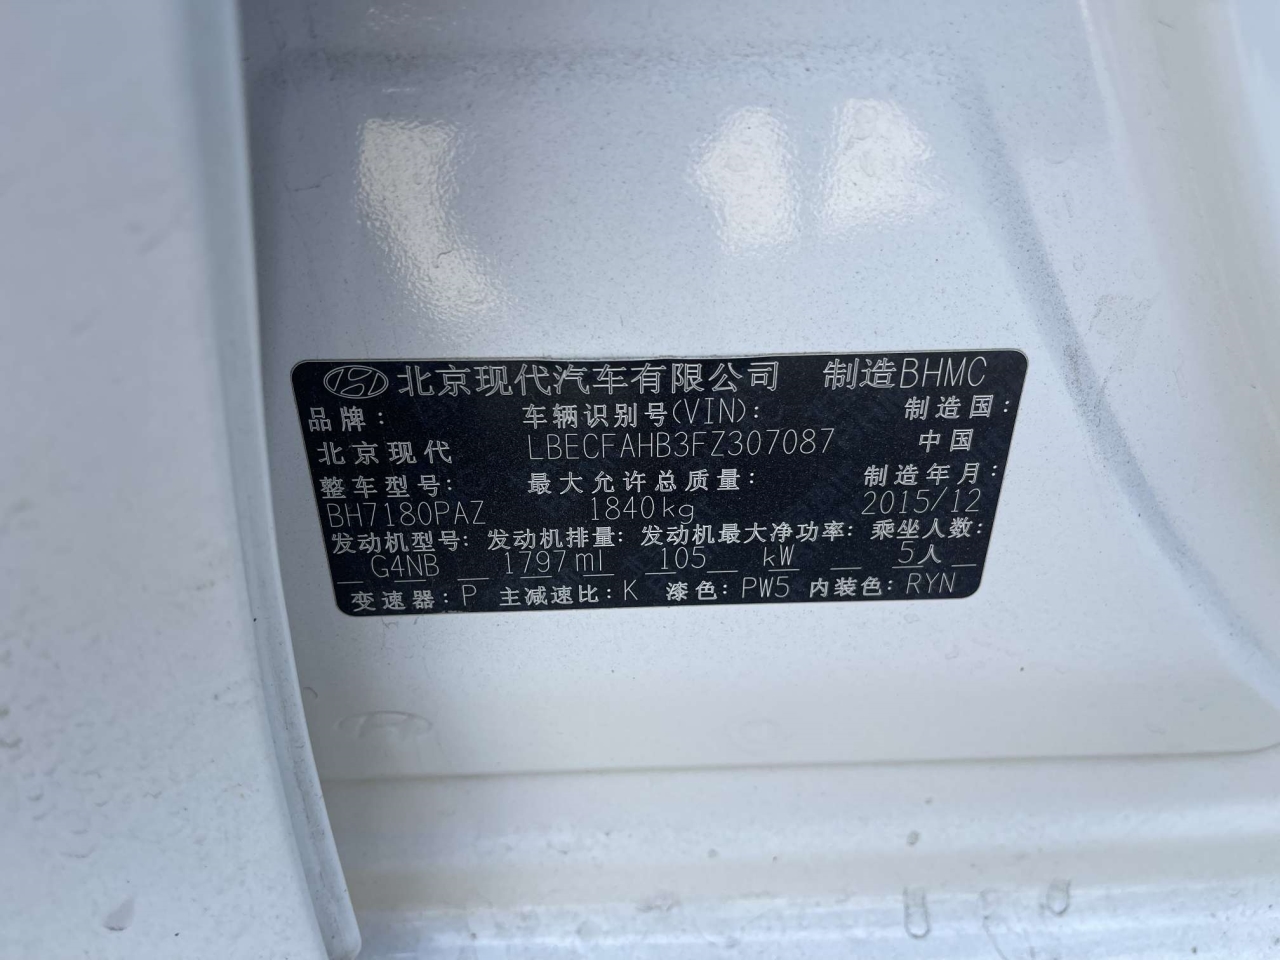 北京现代汽车有限公司 制造BHMC
品牌: 车辆识别号(VIN): 制造国:
北京现代 LBECFAHB3FZ307087 中国
整车型号: 最大允许总质量: 制造年月:
BH7180PAZ 1840kg 2015/12
发动机型号: 发动机排量: 发动机最大净功率: 乘坐人数:
G4NB 1797ml 105 kW 5人
变速器: P 主减速比: K 漆色: PW5 内装色: RYN